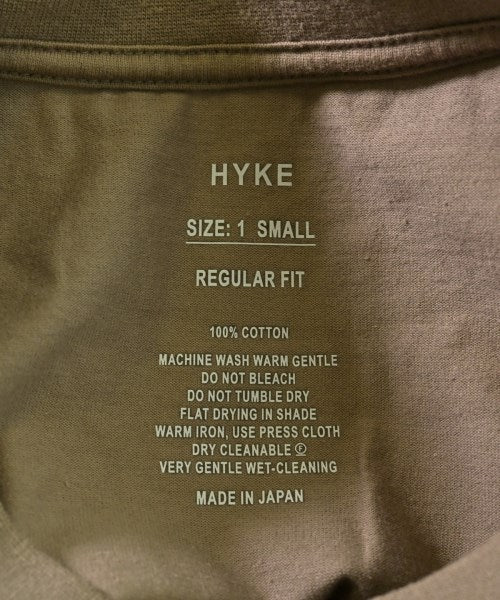 HYKE
SIZE: 1 SMALL
REGULAR FIT
100% COTTON
MACHINE WASH WARM GENTLE
DO NOT BLEACH
DO NOT TUMBLE DRY
FLAT DRYING IN SHADE
WARM IRON, USE PRESS CLOTH
DRY CLEANABLE Ⓕ
VERY GENTLE WET-CLEANING
MADE IN JAPAN